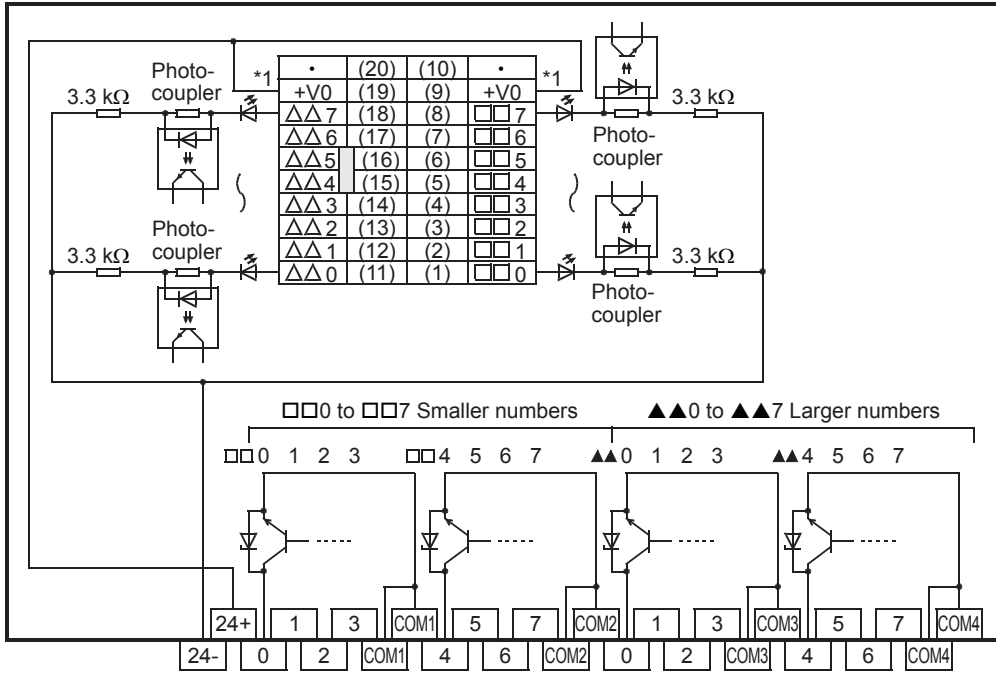 Photo-
coupler
3.3 kΩ
*1
• (20) (10) •
+V0 (19) (9) +V0
△△7 (18) (8) □□7
△△6 (17) (7) □□6
△△5 (16) (6) □□5
△△4 (15) (5) □□4
△△3 (14) (4) □□3
△△2 (13) (3) □□2
△△1 (12) (2) □□1
△△0 (11) (1) □□0
*1
3.3 kΩ
Photo-
coupler
Photo-
coupler
3.3 kΩ
3.3 kΩ
Photo-
coupler
□□0 to □□7 Smaller numbers ▲▲0 to ▲▲7 Larger numbers
□□0 1 2 3 □□4 5 6 7 ▲▲0 1 2 3 ▲▲4 5 6 7
24+ 1 3 COM1 5 7 COM2 1 3 COM3 5 7 COM4
24- 0 2 COM1 4 6 COM2 0 2 COM3 4 6 COM4